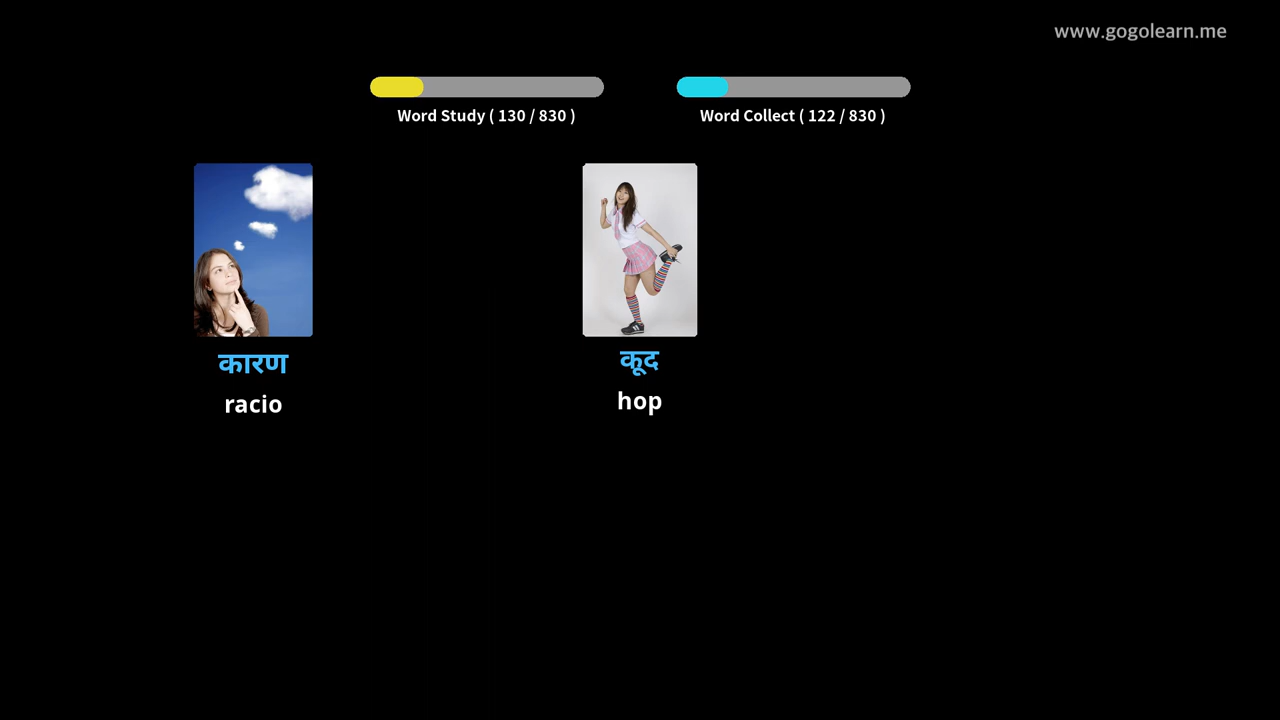 www.gogolearn.me
Word Study ( 130 / 830 )
Word Collect ( 122 / 830 )
कारण
racio
कूद
hop